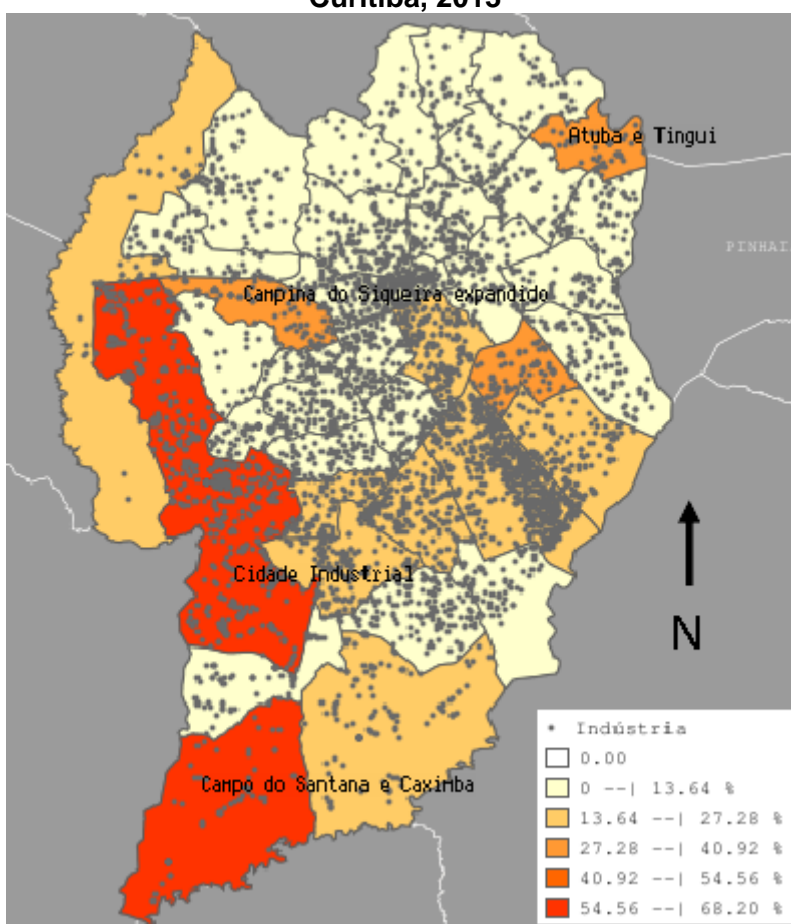 Curitiba, 2015
Atuba e Tingui
PINHAI
Campina do Siqueira expandido
Cidade Industrial
N
Campo do Santana e Caximba
Indústria
0.00
0 --| 13.64 %
13.64 --| 27.28 %
27.28 --| 40.92 %
40.92 --| 54.56 %
54.56 --| 68.20 %